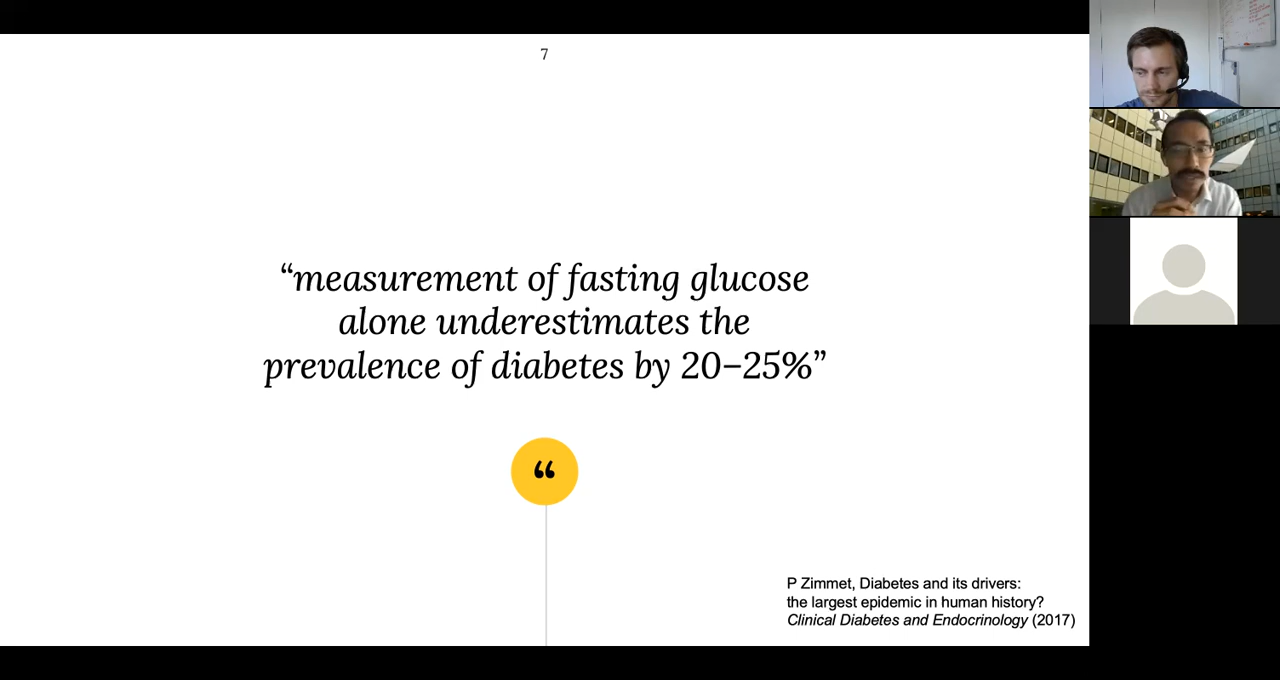 7
“measurement of fasting glucose
alone underestimates the
prevalence of diabetes by 20–25%”
“
P Zimmet, Diabetes and its drivers:
the largest epidemic in human history?
Clinical Diabetes and Endocrinology (2017)